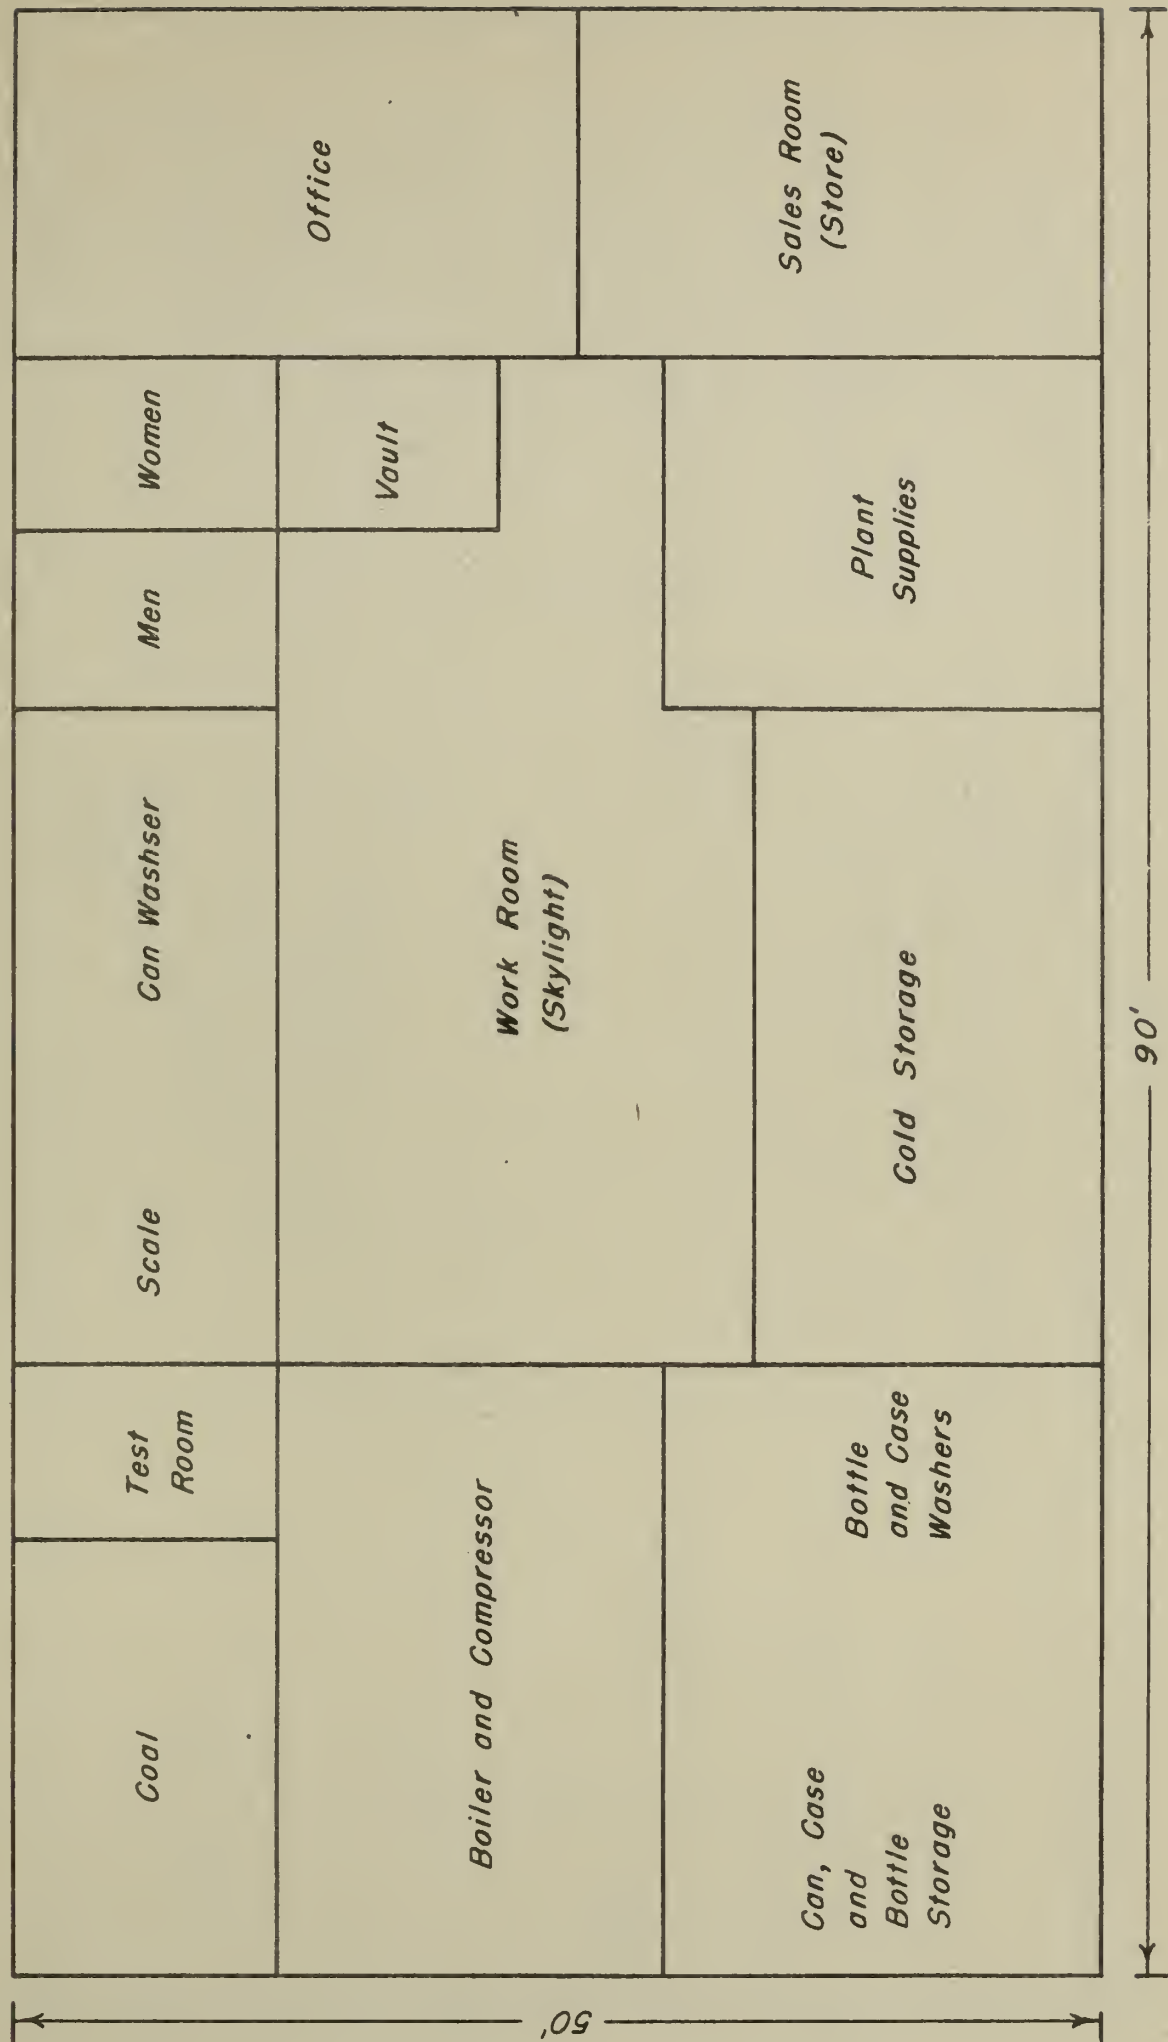 Coal
Test
Room
Scale
Can Washser
Men
Women
Office
Boiler and Compressor
Work Room
(Skylight)
Vault
Can, Case
and
Bottle
Storage
Bottle
and Case
Washers
Cold Storage
Plant
Supplies
Sales Room
(Store)
50'
90'